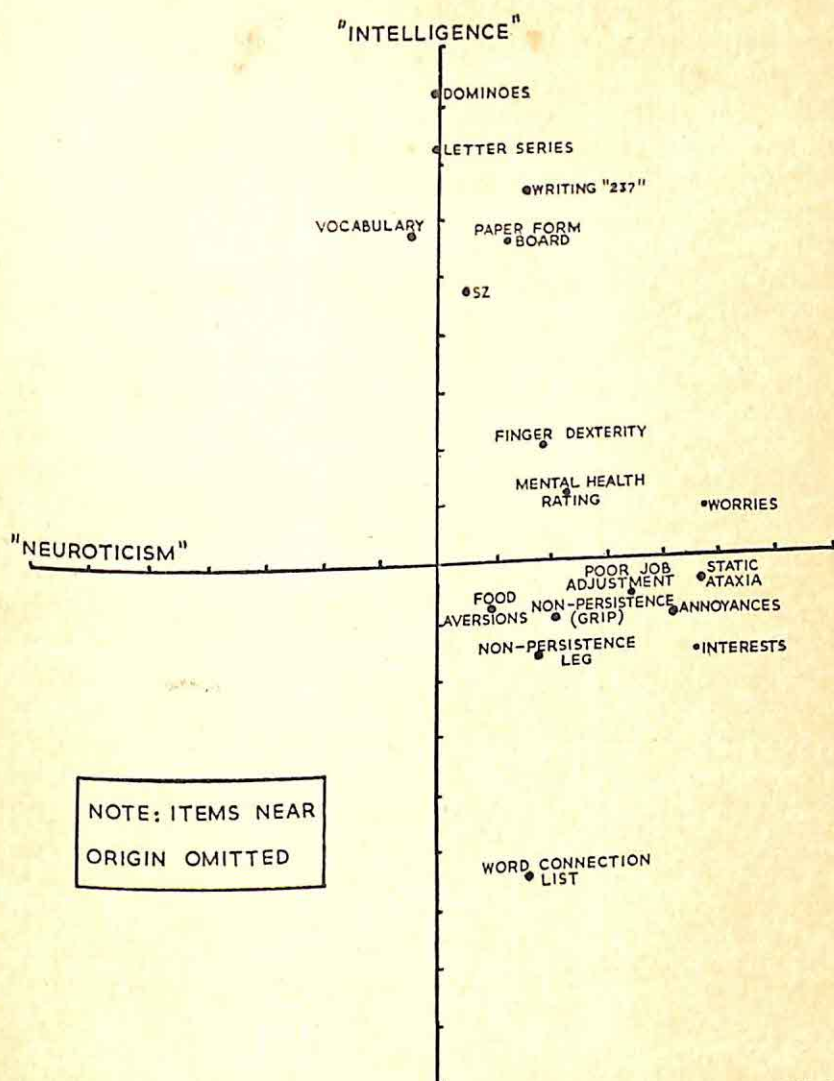 "INTELLIGENCE"
DOMINOES
LETTER SERIES
WRITING "237"
VOCABULARY
PAPER FORM
BOARD
SZ
FINGER DEXTERITY
MENTAL HEALTH
RATING
WORRIES
"NEUROTICISM"
POOR JOB
ADJUSTMENT
STATIC
ATAXIA
FOOD
AVERSIONS
NON-PERSISTENCE
(GRIP)
ANNOYANCES
NON-PERSISTENCE
LEG
INTERESTS
NOTE: ITEMS NEAR
ORIGIN OMITTED
WORD CONNECTION
LIST